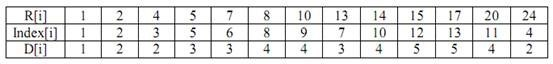 R[i] 1 2 4 5 7 8 10 13 14 15 17 20 24
Index[i] 1 2 3 5 6 8 9 7 10 12 13 11 4
D[i] 1 2 2 3 3 4 4 3 4 5 5 4 2